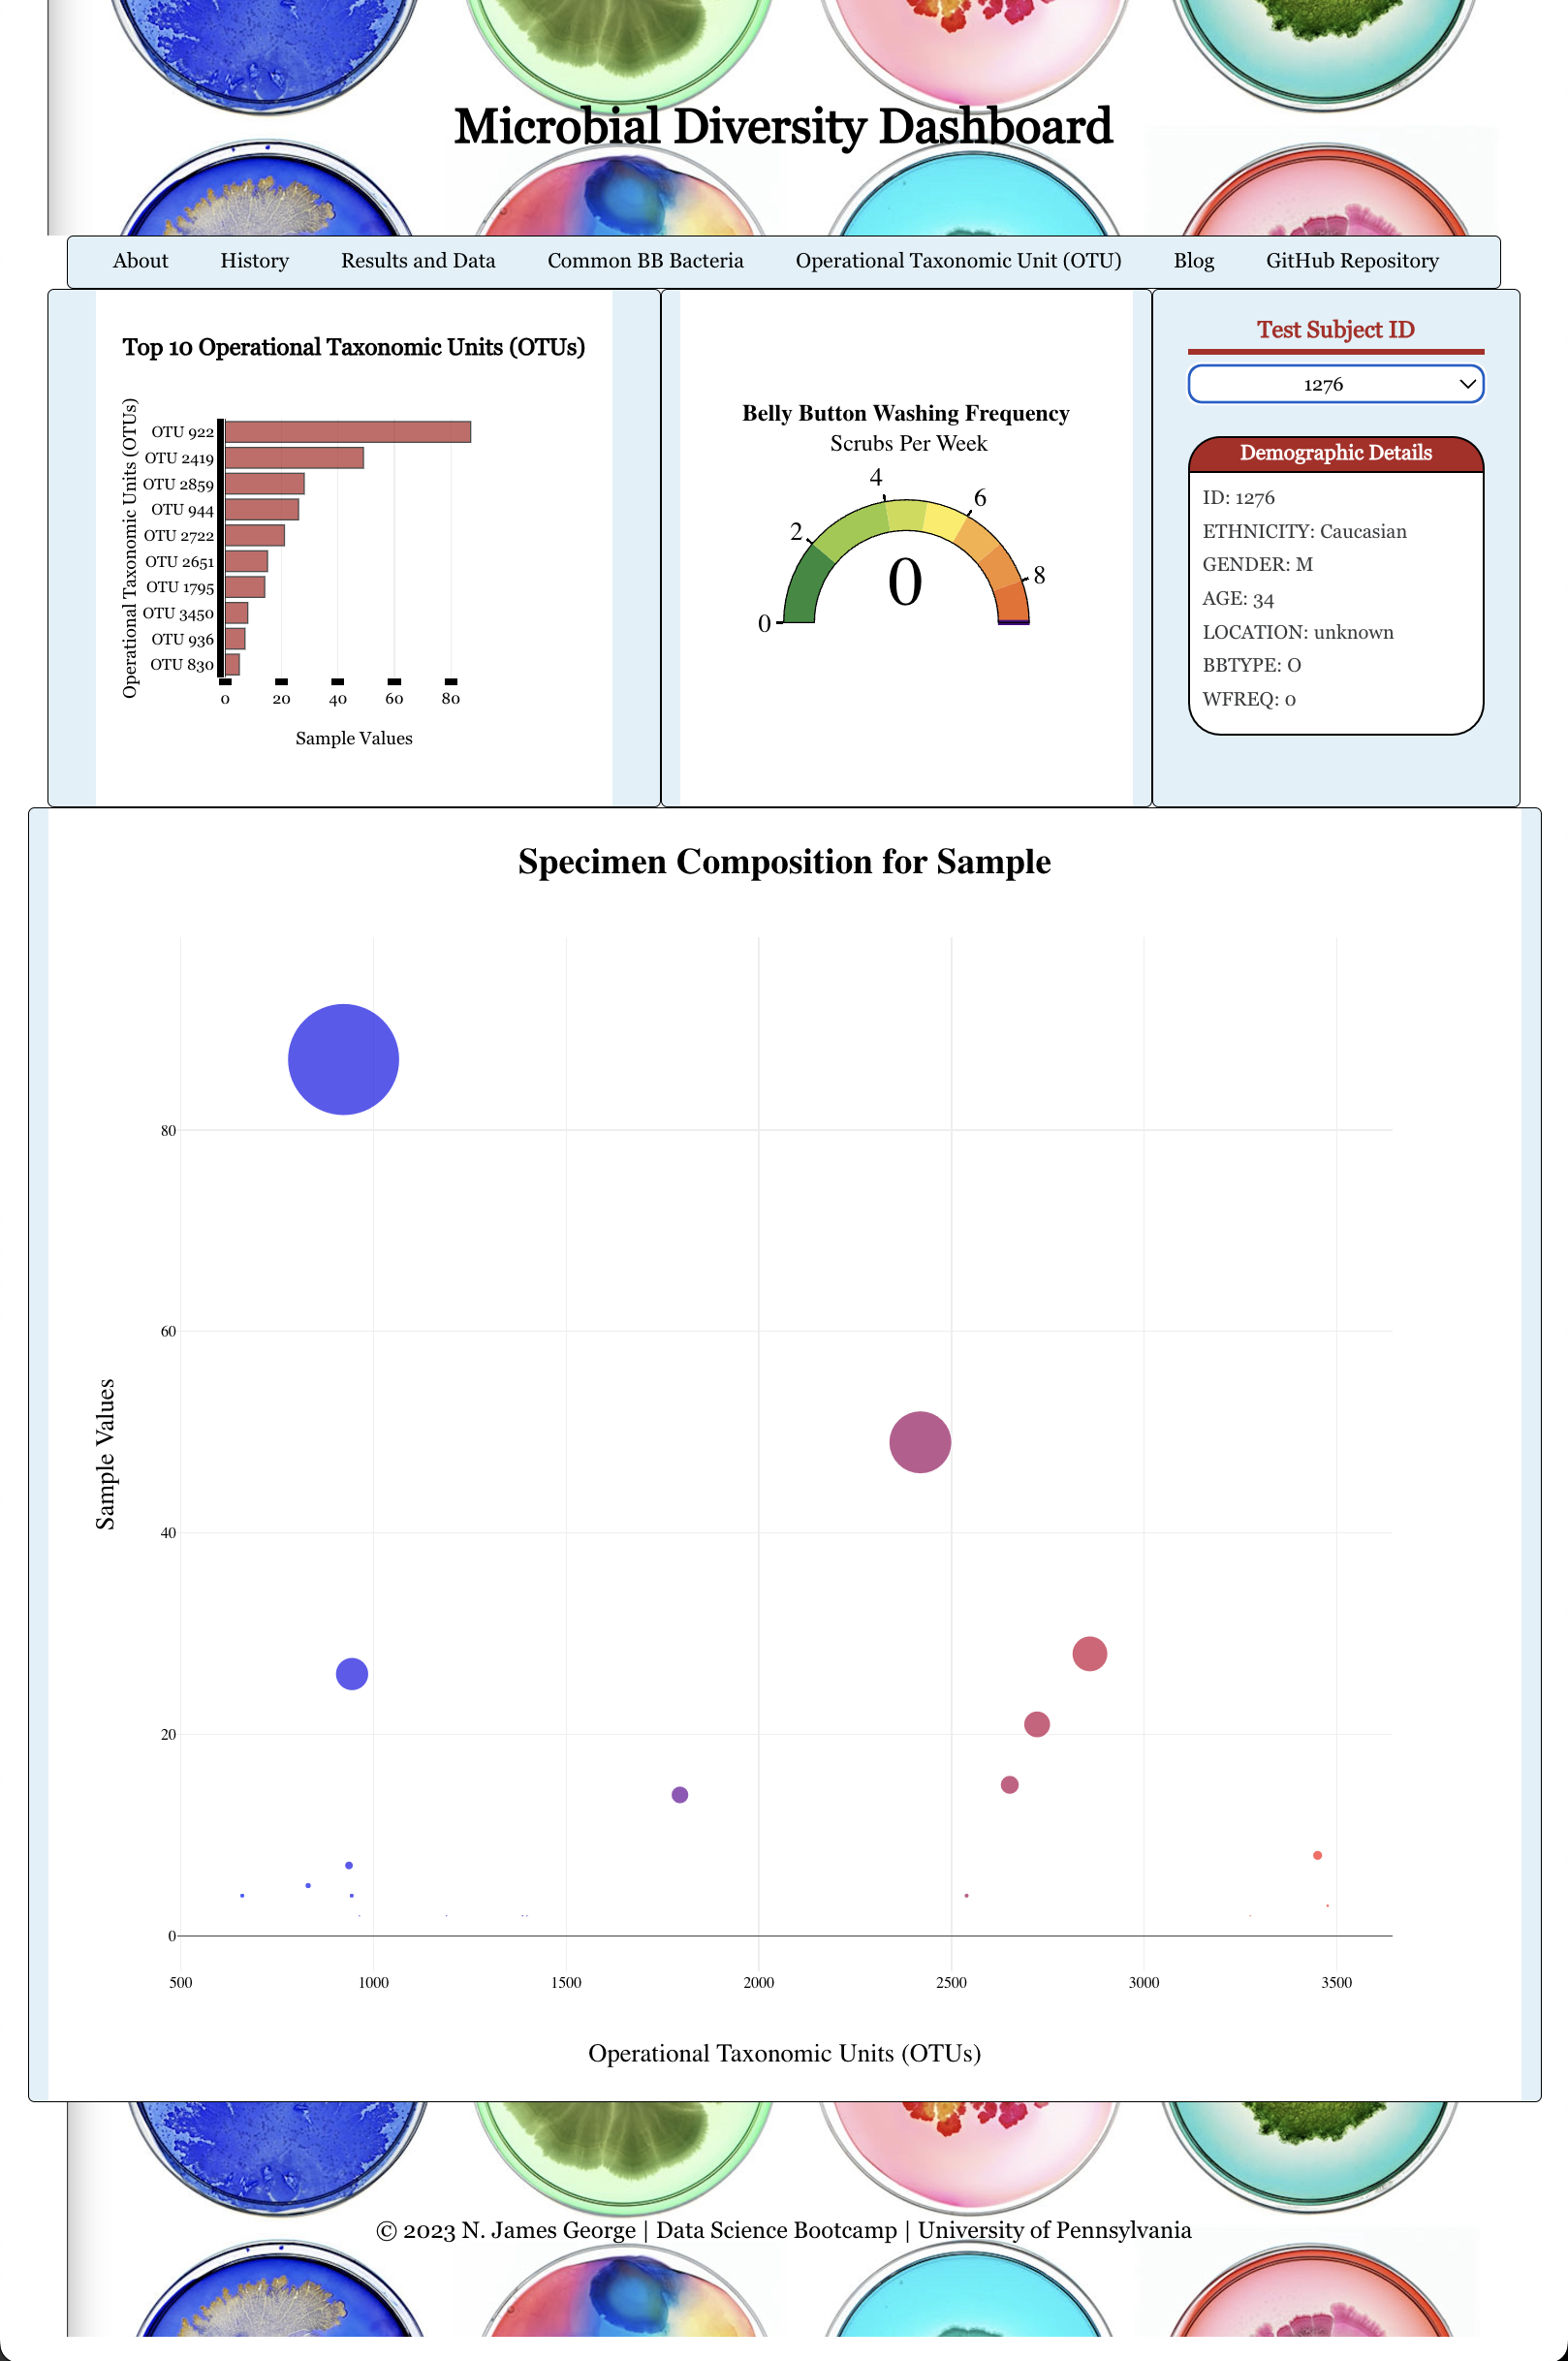 Microbial Diversity Dashboard
About History Results and Data Common BB Bacteria Operational Taxonomic Unit (OTU) Blog GitHub Repository
Top 10 Operational Taxonomic Units (OTUs)
Operational Taxonomic Units (OTUs)
OTU 922
OTU 2419
OTU 2859
OTU 944
OTU 2722
OTU 2651
OTU 1795
OTU 3450
OTU 936
OTU 830
0 20 40 60 80
Sample Values
Belly Button Washing Frequency
Scrubs Per Week
0
2
4
6
8
0
Test Subject ID
1276
Demographic Details
ID: 1276
ETHNICITY: Caucasian
GENDER: M
AGE: 34
LOCATION: unknown
BBTYPE: O
WFREQ: 0
Specimen Composition for Sample
Sample Values
80
60
40
20
0
500 1000 1500 2000 2500 3000 3500
Operational Taxonomic Units (OTUs)
© 2023 N. James George | Data Science Bootcamp | University of Pennsylvania